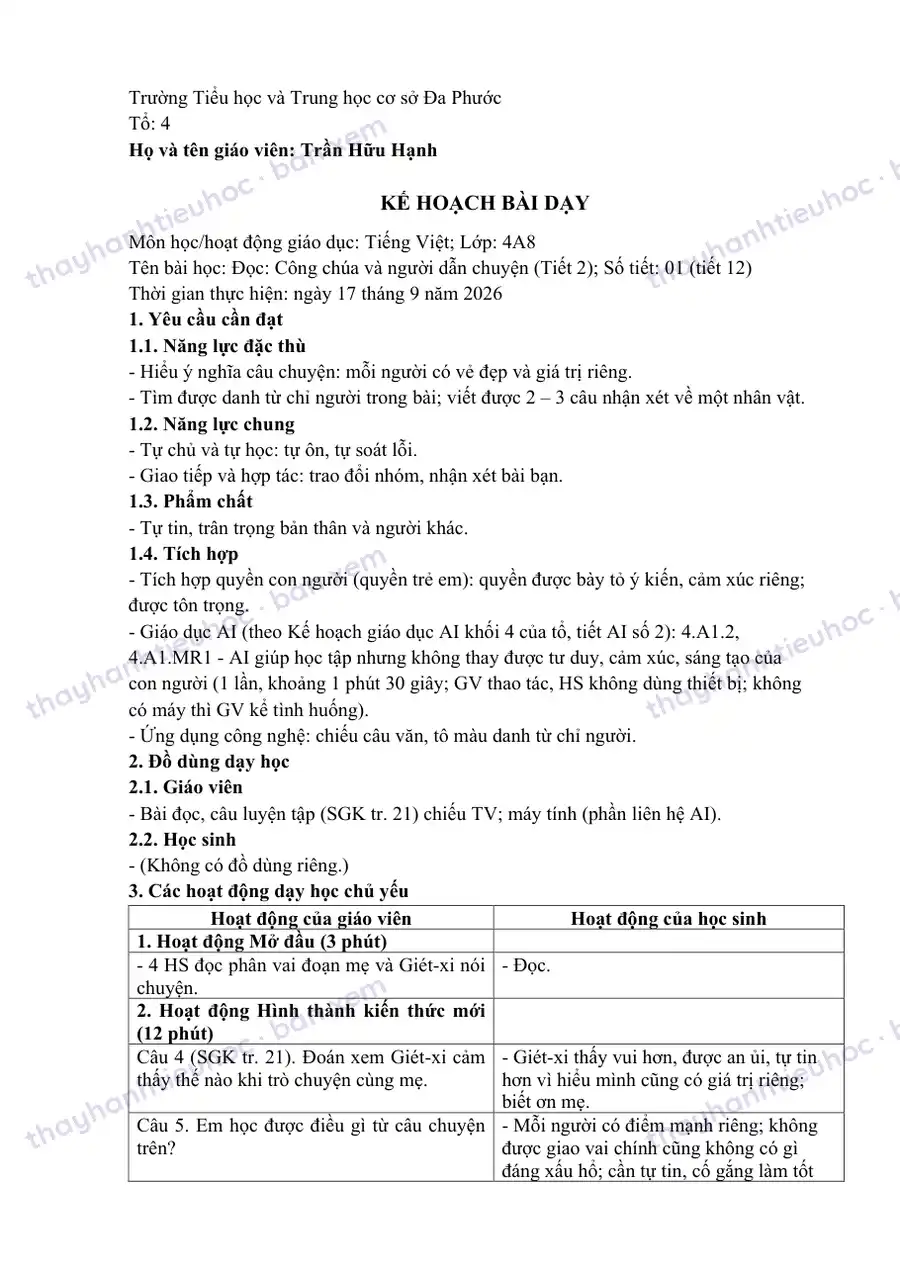 Trường Tiểu học và Trung học cơ sở Đa Phước
Tổ: 4
Họ và tên giáo viên: Trần Hữu Hạnh
KẾ HOẠCH BÀI DẠY
Môn học/hoạt động giáo dục: Tiếng Việt; Lớp: 4A8
Tên bài học: Đọc: Công chúa và người dẫn chuyện (Tiết 2); Số tiết: 01 (tiết 12)
Thời gian thực hiện: ngày 17 tháng 9 năm 2026
1. Yêu cầu cần đạt
1.1. Năng lực đặc thù
- Hiểu ý nghĩa câu chuyện: mỗi người có vẻ đẹp và giá trị riêng.
- Tìm được danh từ chỉ người trong bài; viết được 2 – 3 câu nhận xét về một nhân vật.
1.2. Năng lực chung
- Tự chủ và tự học: tự ôn, tự soát lỗi.
- Giao tiếp và hợp tác: trao đổi nhóm, nhận xét bài bạn.
1.3. Phẩm chất
- Tự tin, trân trọng bản thân và người khác.
1.4. Tích hợp
- Tích hợp quyền con người (quyền trẻ em): quyền được bày tỏ ý kiến, cảm xúc riêng;
được tôn trọng.
- Giáo dục AI (theo Kế hoạch giáo dục AI khối 4 của tổ, tiết AI số 2): 4.A1.2,
4.A1.MR1 - AI giúp học tập nhưng không thay được tư duy, cảm xúc, sáng tạo của
con người (1 lần, khoảng 1 phút 30 giây; GV thao tác, HS không dùng thiết bị; không
có máy thì GV kể tình huống).
- Ứng dụng công nghệ: chiếu câu văn, tô màu danh từ chỉ người.
2. Đồ dùng dạy học
2.1. Giáo viên
- Bài đọc, câu luyện tập (SGK tr. 21) chiếu TV; máy tính (phần liên hệ AI).
2.2. Học sinh
- (Không có đồ dùng riêng.)
3. Các hoạt động dạy học chủ yếu
Hoạt động của giáo viên
Hoạt động của học sinh
1. Hoạt động Mở đầu (3 phút)
- 4 HS đọc phân vai đoạn mẹ và Giét-xi nói
chuyện.
- Đọc.
2. Hoạt động Hình thành kiến thức mới
(12 phút)
Câu 4 (SGK tr. 21). Đoán xem Giét-xi cảm
thấy thế nào khi trò chuyện cùng mẹ.
- Giét-xi thấy vui hơn, được an ủi, tự tin
hơn vì hiểu mình cũng có giá trị riêng;
biết ơn mẹ.
Câu 5. Em học được điều gì từ câu chuyện
trên?
- Mỗi người có điểm mạnh riêng; không
được giao vai chính cũng không có gì
đáng xấu hổ; cần tự tin, cố gắng làm tốt
thayhanhtieuhoc · bản xem
thayhanhtieuhoc · b
thayhanhtieuhoc · bản xem
thayhanhtieuhoc · b
thayhanhtieuhoc · bản xem
thayhanhtieuhoc · b